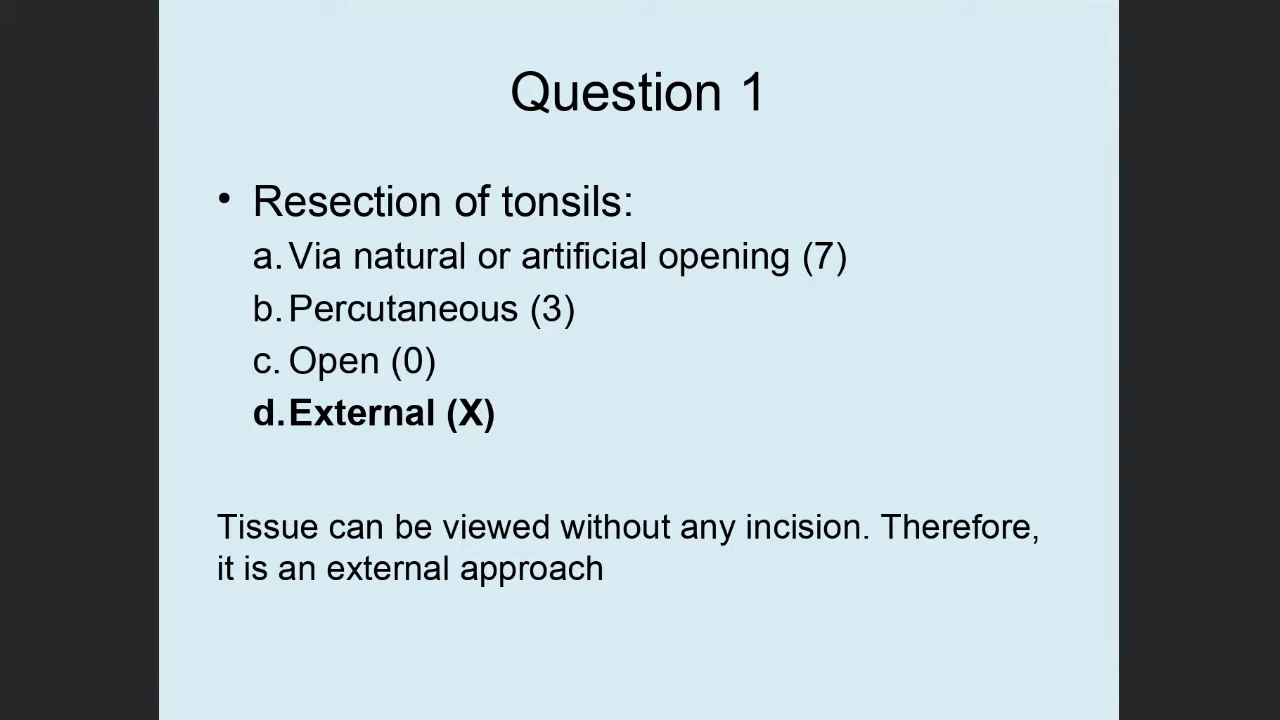 Question 1
• Resection of tonsils:
a. Via natural or artificial opening (7)
b. Percutaneous (3)
c. Open (0)
d. External (X)
Tissue can be viewed without any incision. Therefore,
it is an external approach